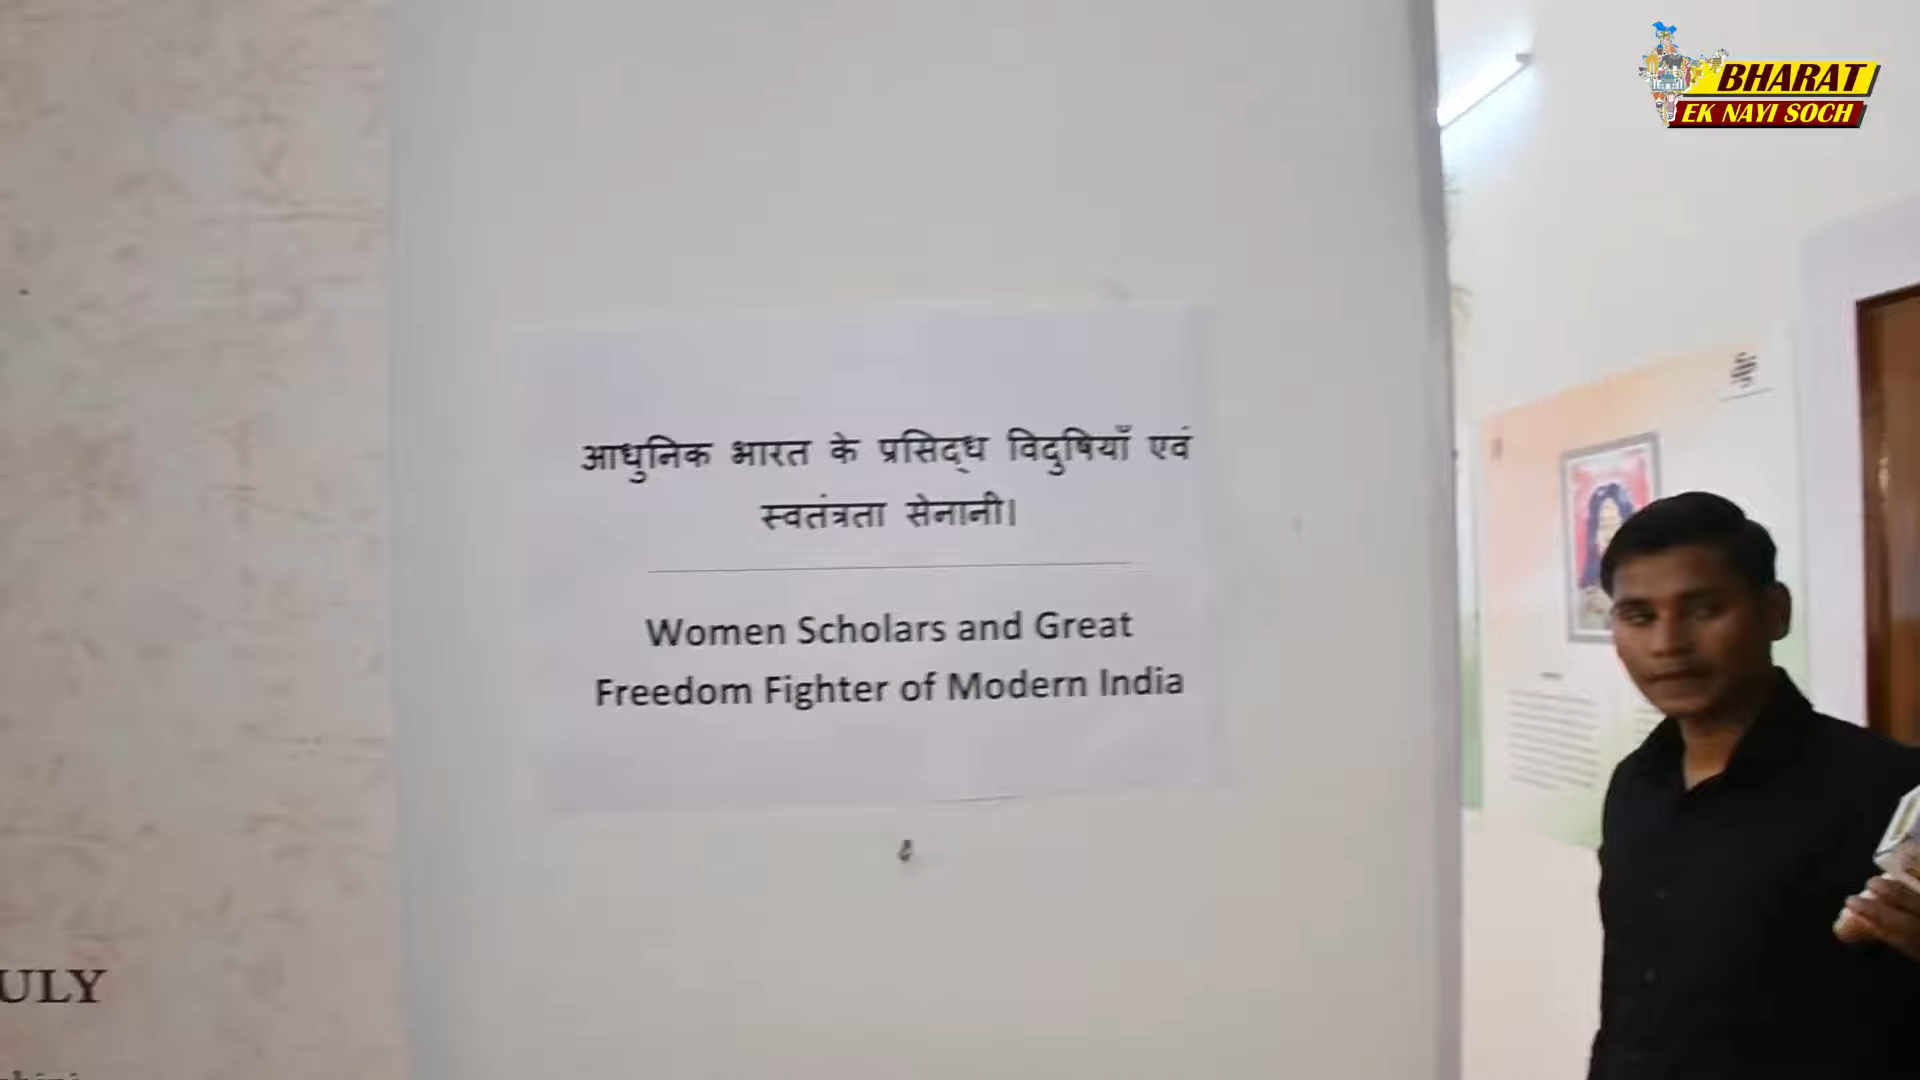 BHARAT
EK NAYI SOCH
आधुनिक भारत के प्रसिद्ध विदुषियाँ एवं
स्वतंत्रता सेनानी।
Women Scholars and Great
Freedom Fighter of Modern India
ULY